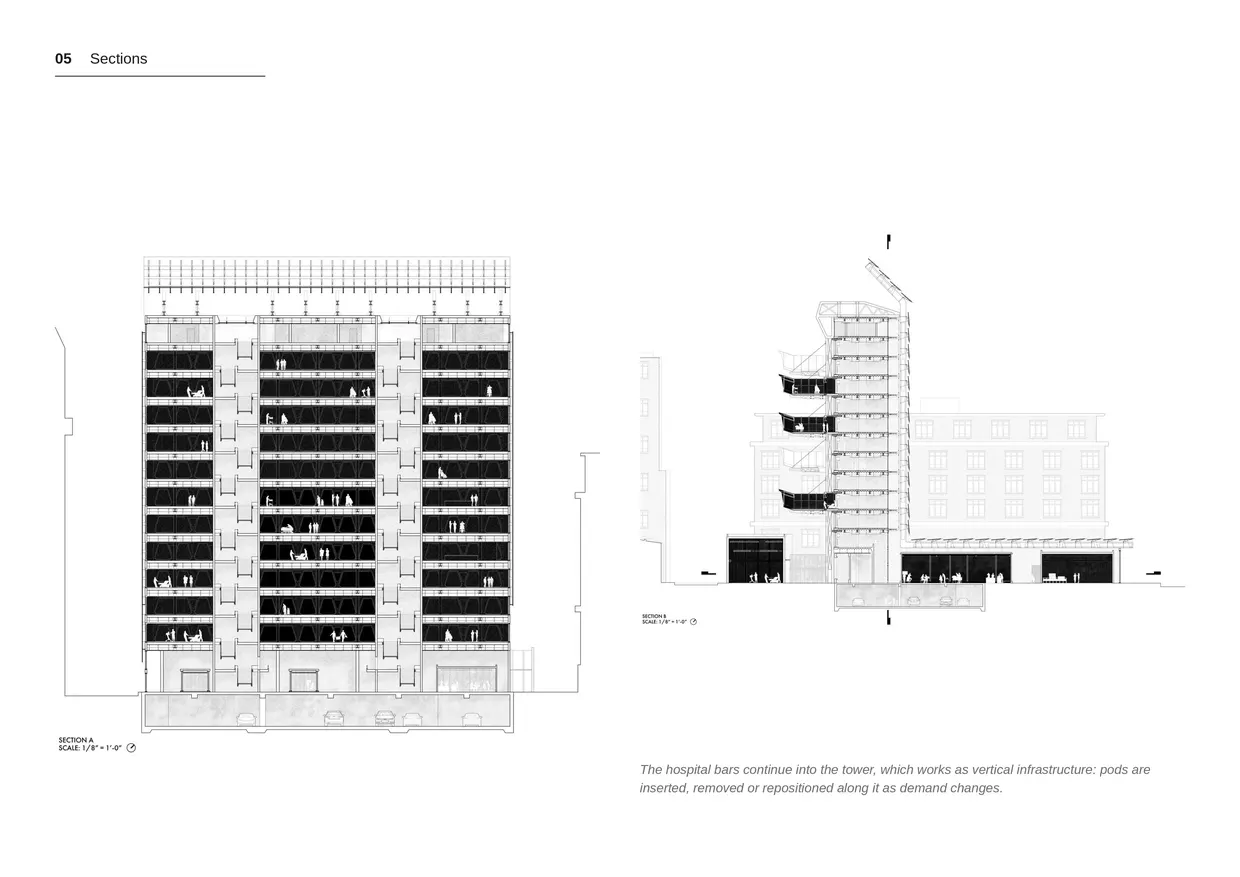 05 Sections
SECTION A
SCALE: 1/8" = 1'-0"
SECTION B
SCALE: 1/8" = 1'-0"
The hospital bars continue into the tower, which works as vertical infrastructure: pods are
inserted, removed or repositioned along it as demand changes.